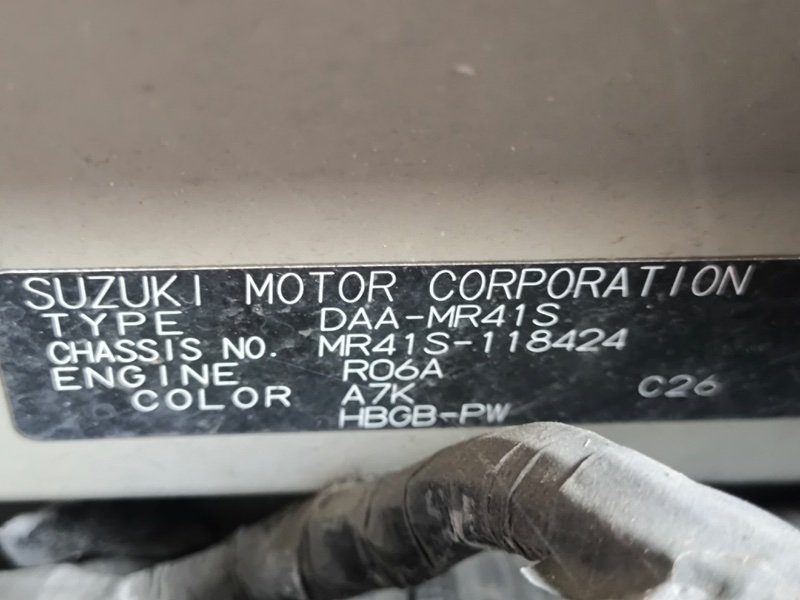 SUZUKI MOTOR CORPORATION
TYPE DAA-MR41S
CHASSIS NO. MR41S-118424
ENGINE R06A
COLOR A7K C26
HBGB-PW